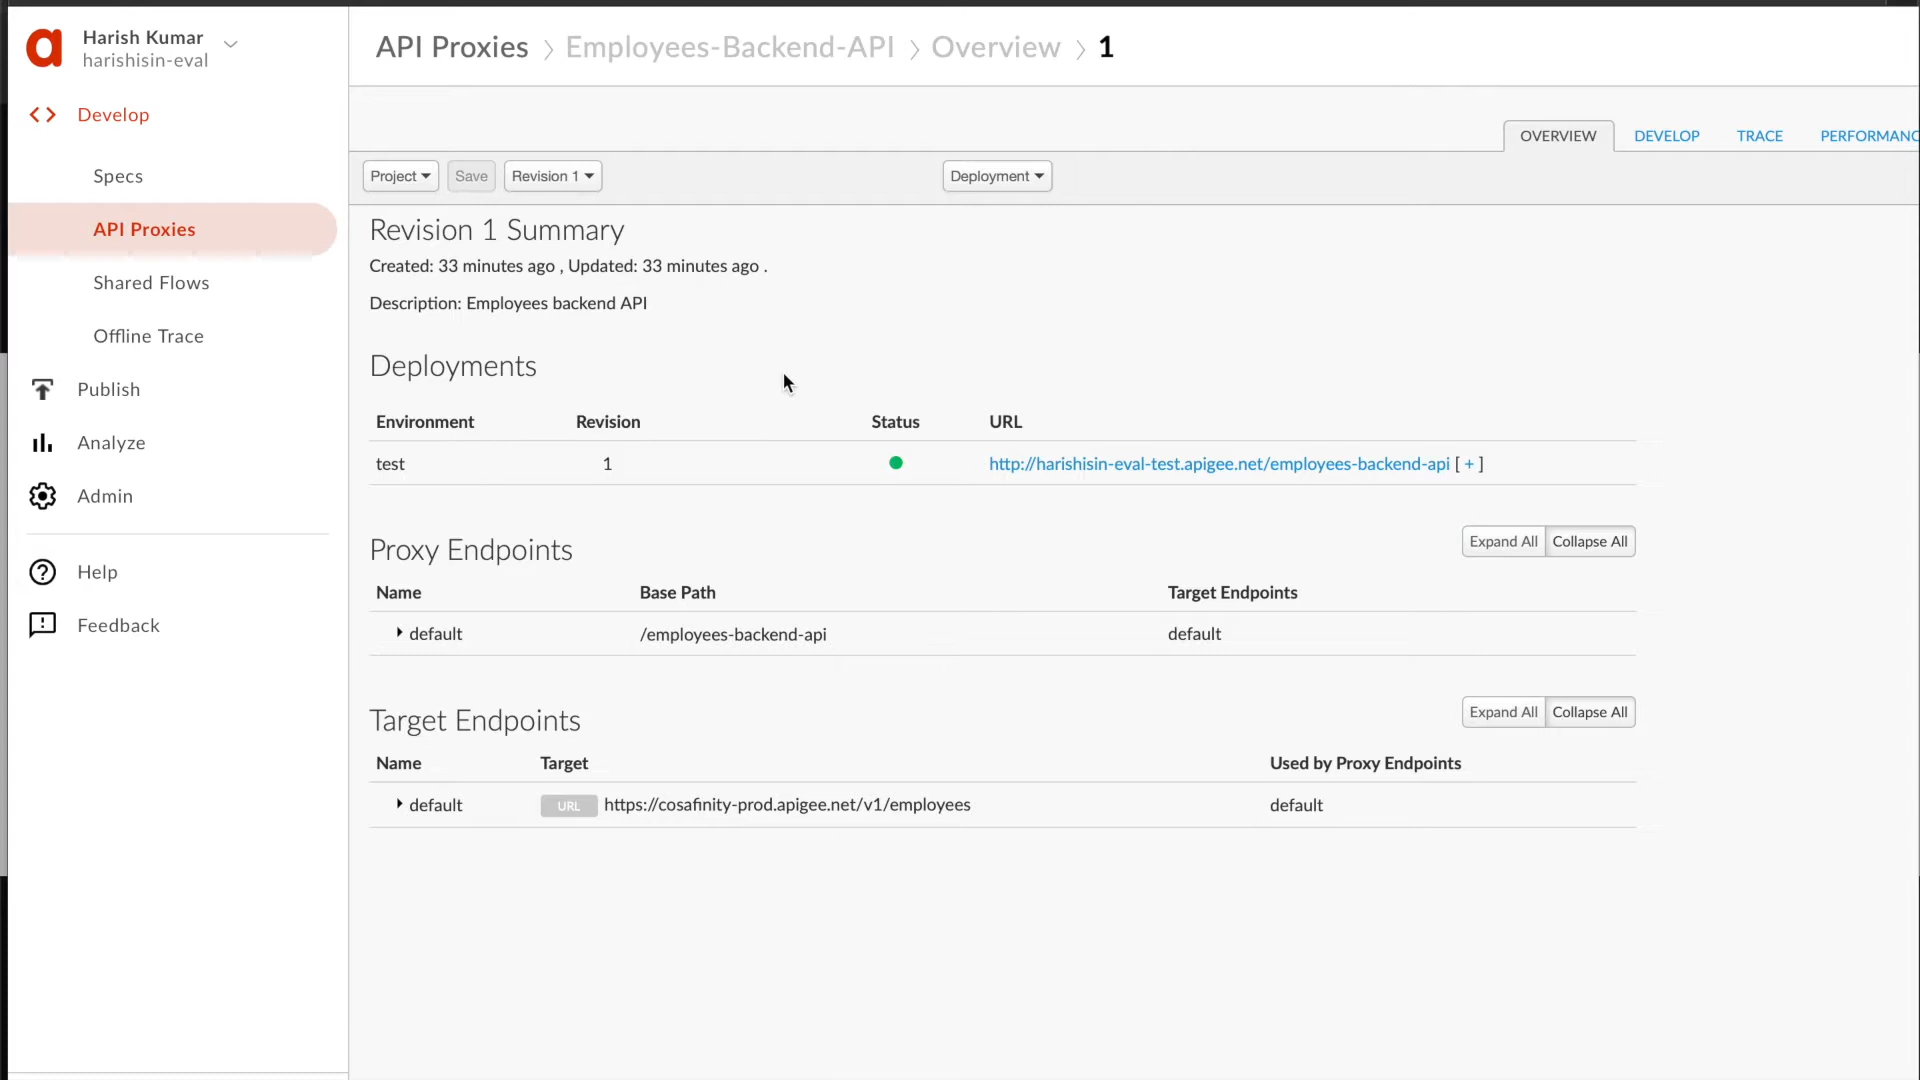 Harish Kumar
harishisin-eval
Develop
Specs
API Proxies
Shared Flows
Offline Trace
Publish
Analyze
Admin
Help
Feedback
API Proxies > Employees-Backend-API > Overview > 1
OVERVIEW DEVELOP TRACE PERFORMANC
Project Save Revision 1 Deployment
Revision 1 Summary
Created: 33 minutes ago , Updated: 33 minutes ago .
Description: Employees backend API
Deployments
Environment Revision Status URL
test 1 http://harishisin-eval-test.apigee.net/employees-backend-api [ + ]
Proxy Endpoints
Expand All Collapse All
Name Base Path Target Endpoints
default /employees-backend-api default
Target Endpoints
Expand All Collapse All
Name Target Used by Proxy Endpoints
default URL https://cosafinity-prod.apigee.net/v1/employees default